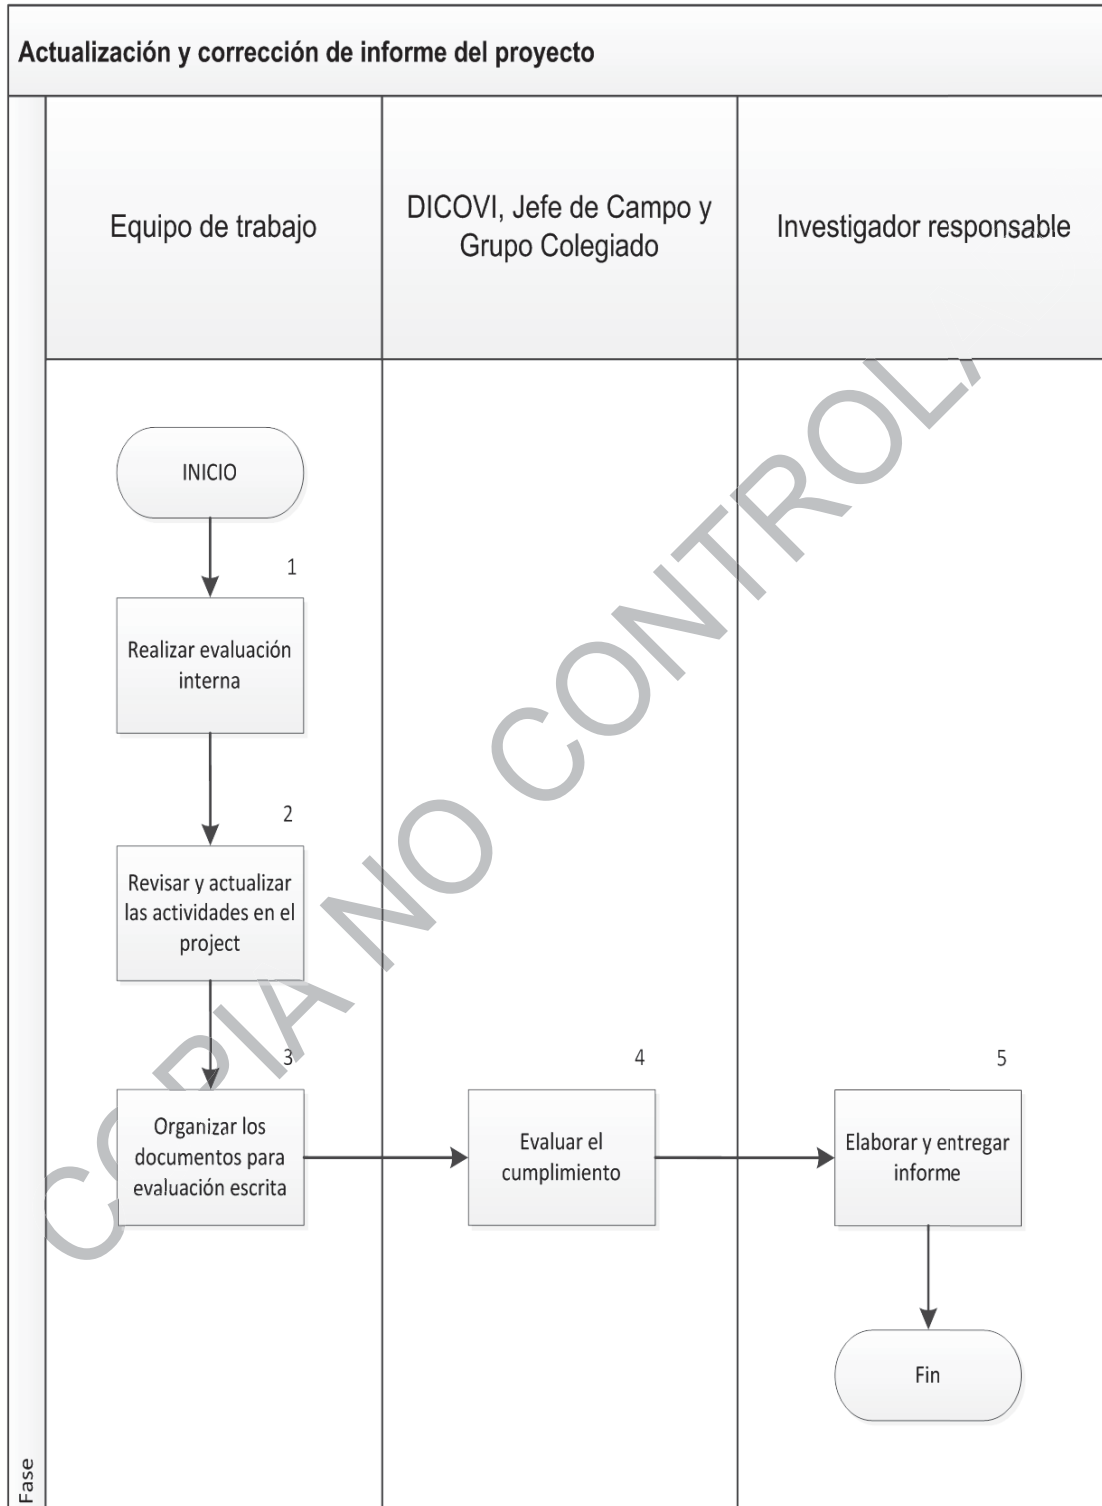 Actualización y corrección de informe del proyecto
Equipo de trabajo
DICOVI, Jefe de Campo y
Grupo Colegiado
Investigador responsable
INICIO
1
Realizar evaluación
interna
2
Revisar y actualizar
las actividades en el
project
3
Organizar los
documentos para
evaluación escrita
4
Evaluar el
cumplimiento
5
Elaborar y entregar
informe
Fin
Fase
COPIA NO CONTROL